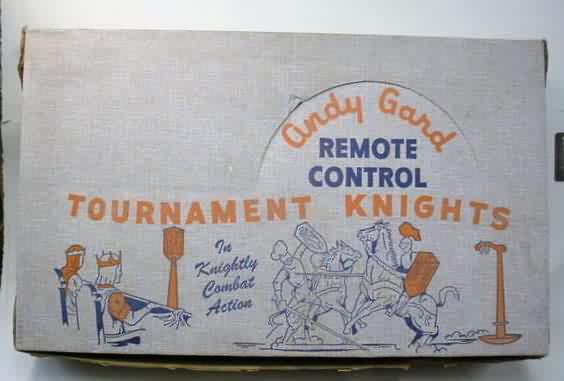 Andy Gard
REMOTE
CONTROL
TOURNAMENT KNIGHTS
In
Knightly
Combat
Action